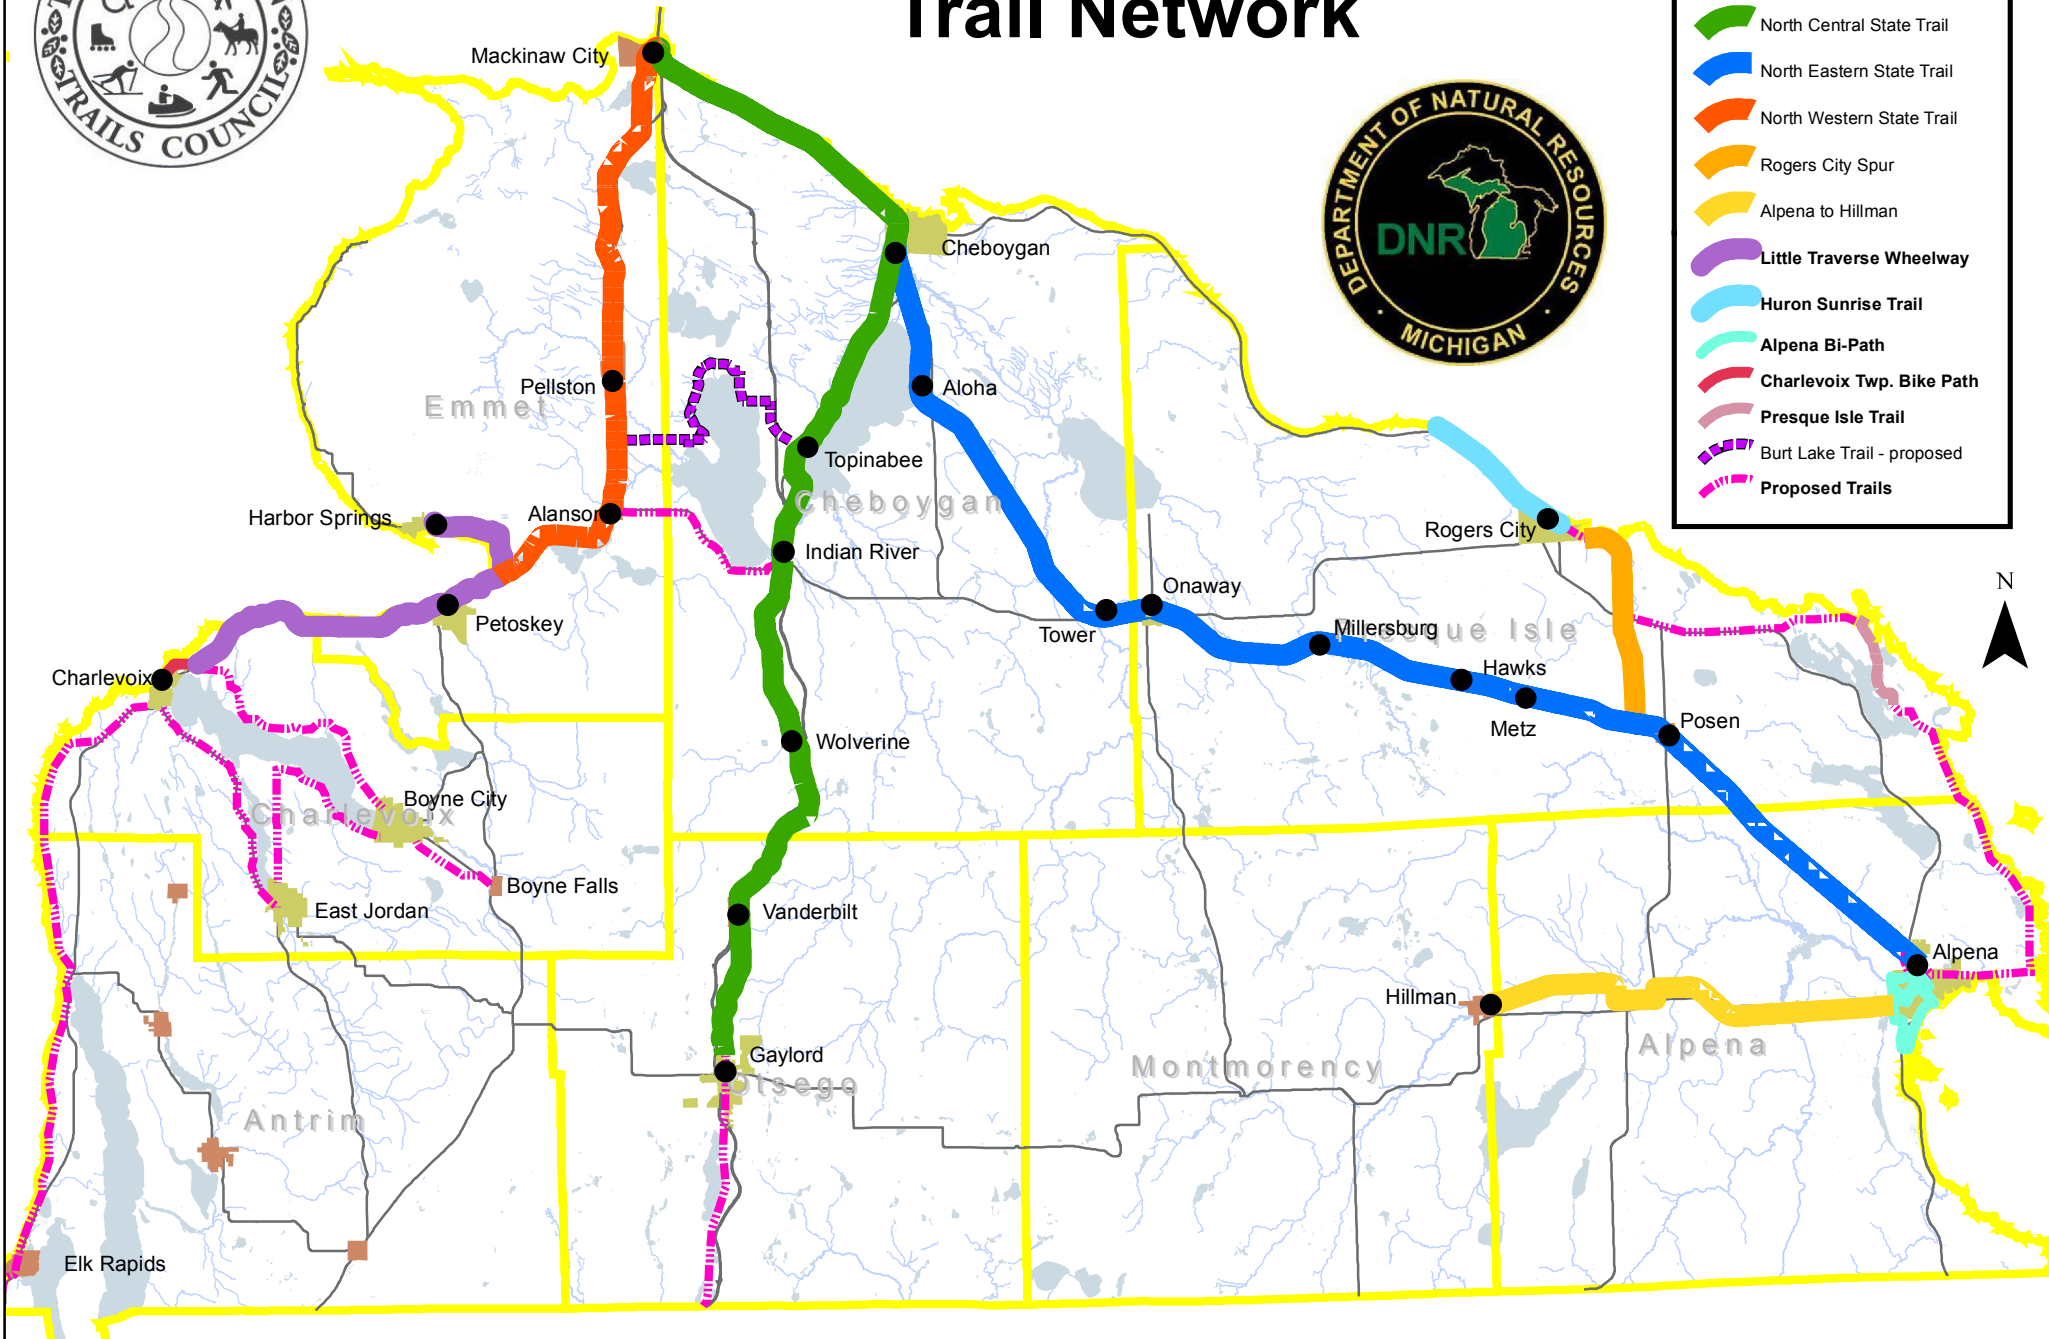 Trail Network
TRAILS COUNCIL
DEPARTMENT OF NATURAL RESOURCES
DNR
MICHIGAN
North Central State Trail
North Eastern State Trail
North Western State Trail
Rogers City Spur
Alpena to Hillman
Little Traverse Wheelway
Huron Sunrise Trail
Alpena Bi-Path
Charlevoix Twp. Bike Path
Presque Isle Trail
Burt Lake Trail - proposed
Proposed Trails
Mackinaw City
Cheboygan
Pellston
Emmet
Aloha
Topinabee
Cheboygan
Harbor Springs
Alanson
Indian River
Rogers City
N
Onaway
Petoskey
Tower
Millersburg
Presque Isle
Hawks
Charlevoix
Metz
Posen
Wolverine
Boyne City
Charlevoix
Boyne Falls
East Jordan
Vanderbilt
Alpena
Hillman
Gaylord
Otsego
Alpena
Montmorency
Antrim
Elk Rapids